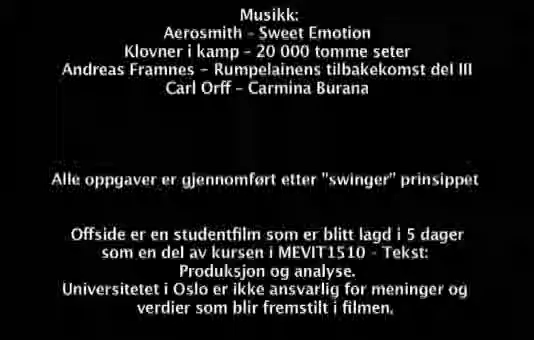 Musikk:
Aerosmith - Sweet Emotion
Klovner i kamp - 20 000 tomme seter
Andreas Framnes - Rumpelainens tilbakekomst del III
Carl Orff - Carmina Burana
Alle oppgaver er gjennomført etter "swinger" prinsippet
Offside er en studentfilm som er blitt lagd i 5 dager
som en del av kursen i MEVIT1510 - Tekst:
Produksjon og analyse.
Universitetet i Oslo er ikke ansvarlig for meninger og
verdier som blir fremstilt i filmen.